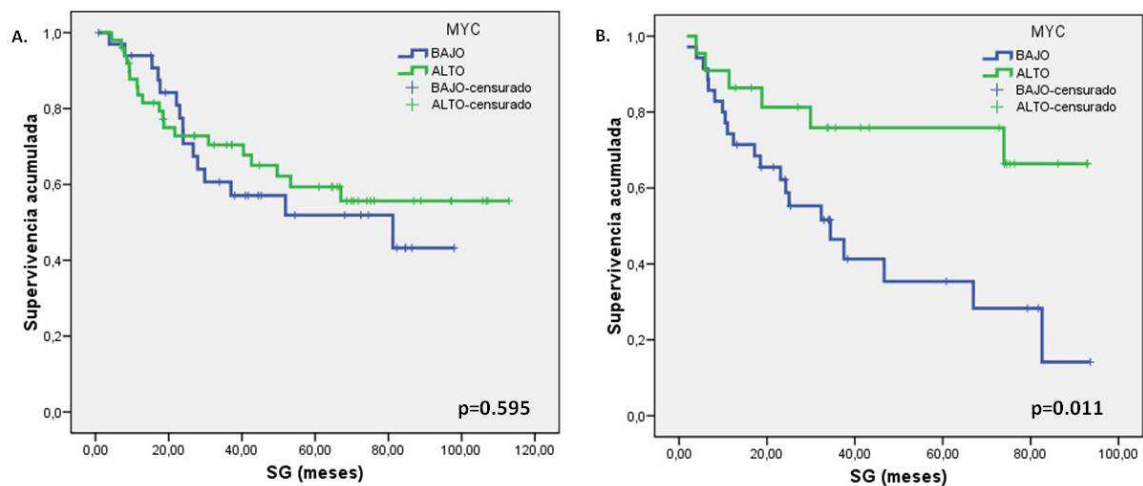 A.
MYC
BAJO
ALTO
BAJO-censurado
ALTO-censurado
Supervivencia acumulada
1,0
0,8
0,6
0,4
0,2
0,0
p=0.595
0,00 20,00 40,00 60,00 80,00 100,00 120,00
SG (meses)
B.
MYC
BAJO
ALTO
BAJO-censurado
ALTO-censurado
Supervivencia acumulada
1,0
0,8
0,6
0,4
0,2
0,0
p=0.011
0,00 20,00 40,00 60,00 80,00 100,00
SG (meses)